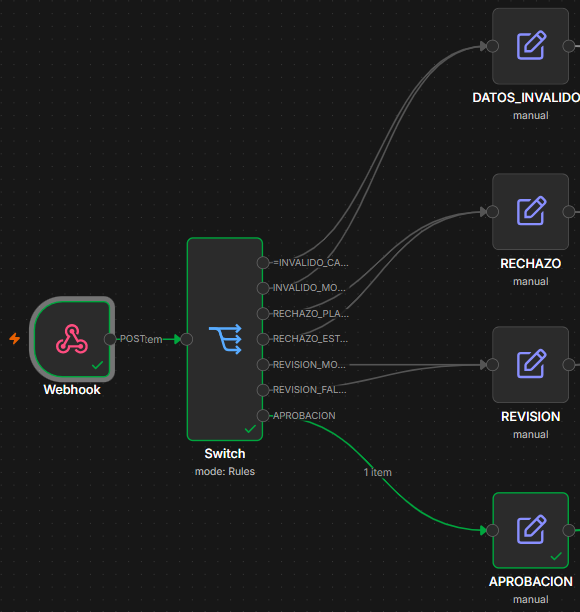 DATOS_INVALIDO
manual
RECHAZO
manual
=INVALIDO_CA...
INVALIDO_MO...
RECHAZO_PLA...
RECHAZO_EST...
REVISION_MO...
REVISION_FAL...
APROBACION
POST
tem
Webhook
Switch
mode: Rules
REVISION
manual
1 item
APROBACION
manual